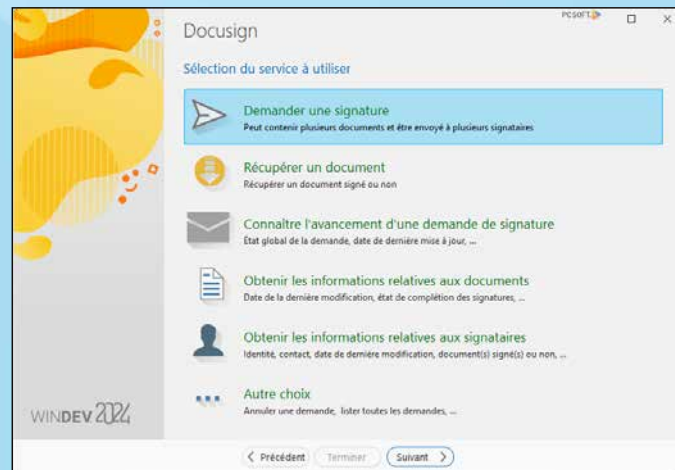 Docusign
PC SOFT
Sélection du service à utiliser
Demander une signature
Peut contenir plusieurs documents et être envoyé à plusieurs signataires
Récupérer un document
Récupérer un document signé ou non
Connaître l'avancement d'une demande de signature
État global de la demande, date de dernière mise à jour, ...
Obtenir les informations relatives aux documents
Date de la dernière modification, état de complétion des signatures, ...
Obtenir les informations relatives aux signataires
Identité, contact, date de dernière modification, document(s) signé(s) ou non, ...
Autre choix
Annuler une demande, lister toutes les demandes, ...
WINDEV 2024
Précédent Terminer Suivant